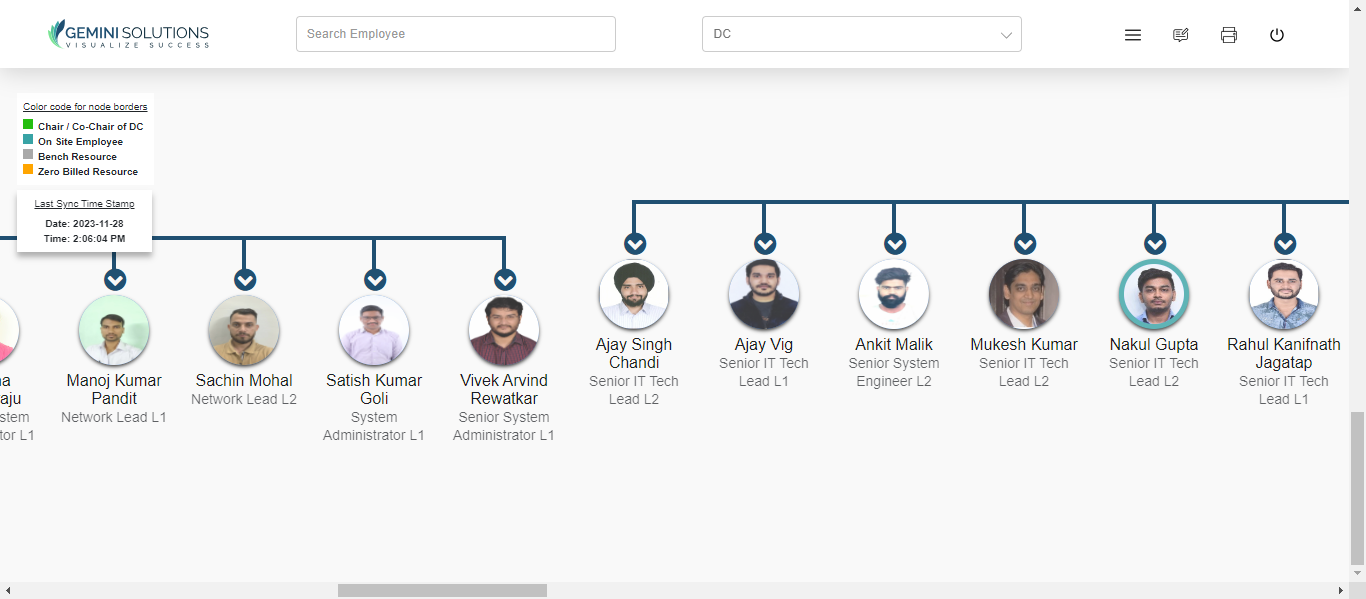 GEMINI SOLUTIONS
VISUALIZE SUCCESS
Search Employee
DC
Color code for node borders
Chair / Co-Chair of DC
On Site Employee
Bench Resource
Zero Billed Resource
Last Sync Time Stamp
Date: 2023-11-28
Time: 2:06:04 PM
Manoj Kumar
Pandit
Network Lead L1
Sachin Mohal
Network Lead L2
Satish Kumar
Goli
System
Administrator L1
Vivek Arvind
Rewatkar
Senior System
Administrator L1
Ajay Singh
Chandi
Senior IT Tech
Lead L2
Ajay Vig
Senior IT Tech
Lead L1
Ankit Malik
Senior System
Engineer L2
Mukesh Kumar
Senior IT Tech
Lead L2
Nakul Gupta
Senior IT Tech
Lead L2
Rahul Kanifnath
Jagatap
Senior IT Tech
Lead L1